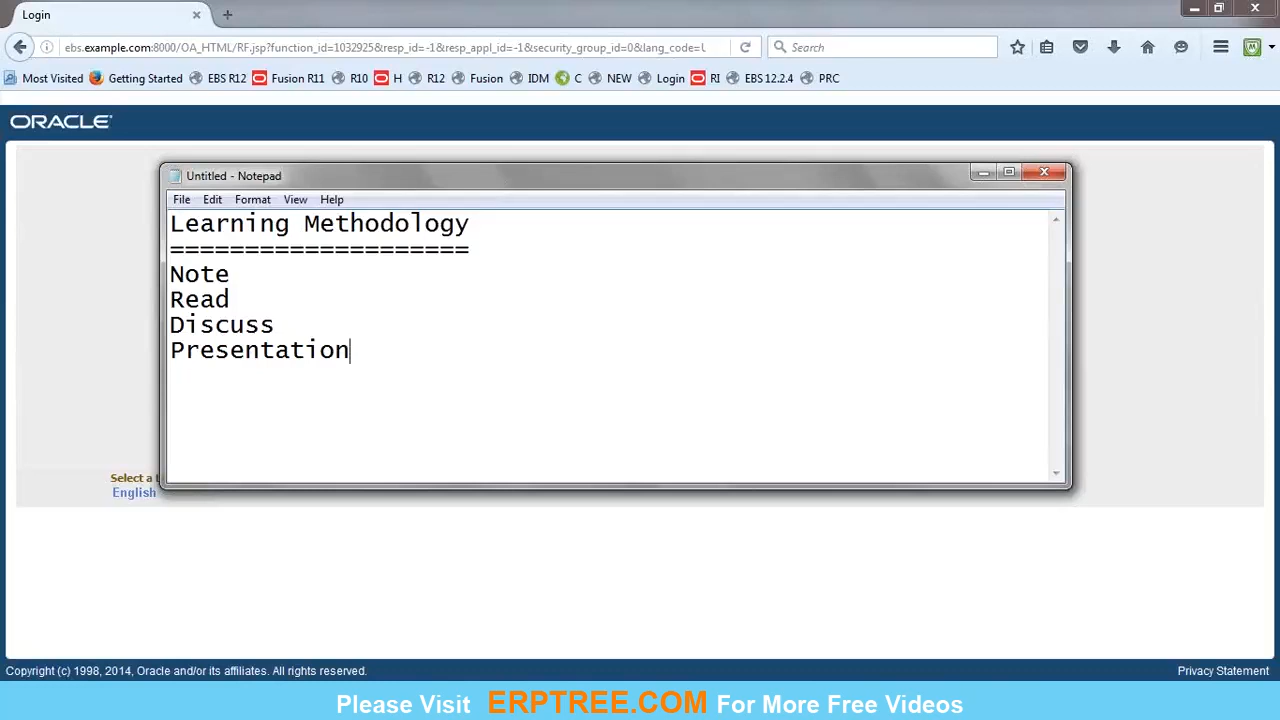 Login
ebs.example.com:8000/OA_HTML/RF.jsp?function_id=1032925&resp_id=-1&resp_appl_id=-1&security_group_id=0&lang_code=
Search
Most Visited Getting Started EBS R12 Fusion R11 R10 H R12 Fusion IDM C NEW Login RI EBS 12.2.4 PRC
ORACLE
Untitled - Notepad
File Edit Format View Help
Learning Methodology
====================
Note
Read
Discuss
Presentation
Select a
English
Copyright (c) 1998, 2014, Oracle and/or its affiliates. All rights reserved.
Privacy Statement
Please Visit ERPTREE.COM For More Free Videos